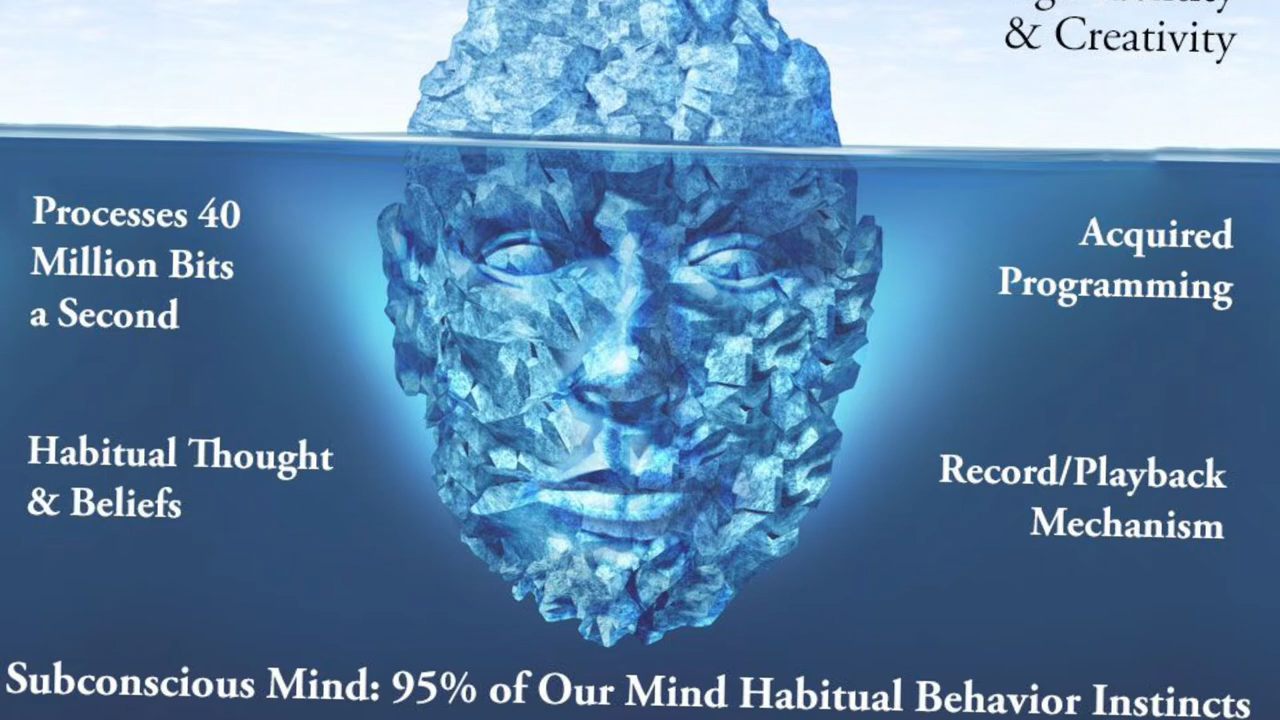 & Creativity
Processes 40
Million Bits
a Second
Acquired
Programming
Habitual Thought
& Beliefs
Record/Playback
Mechanism
Subconscious Mind: 95% of Our Mind Habitual Behavior Instincts